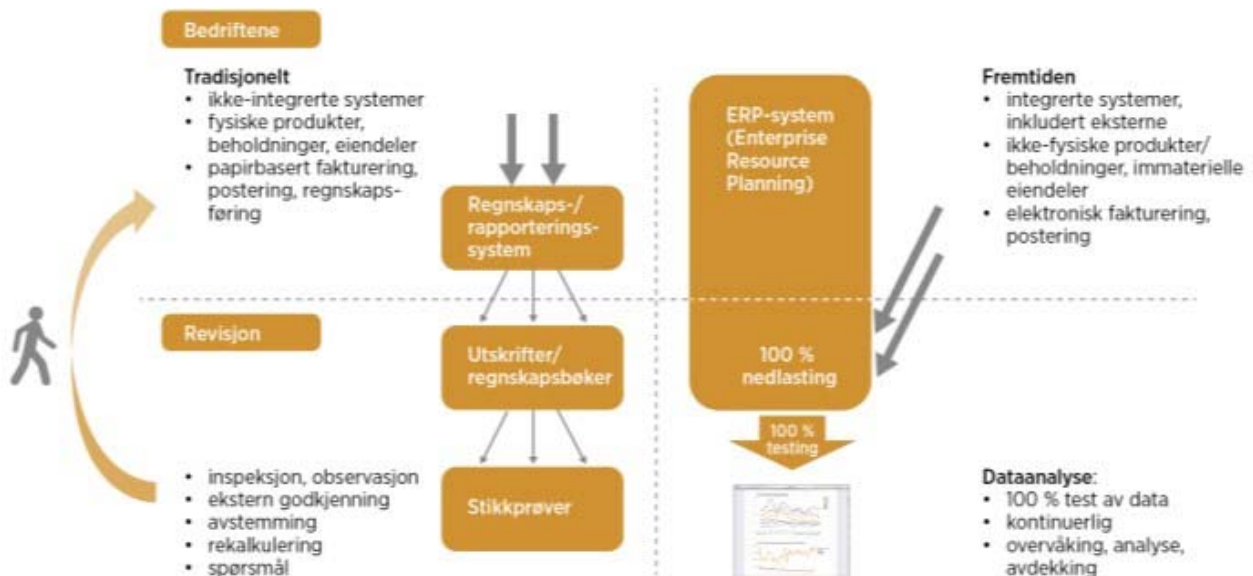 Bedriftene
Tradisjonelt
• ikke-integrerte systemer
• fysiske produkter,
beholdninger, eiendeler
• papirbasert fakturering,
postering, regnskaps-
føring
Regnskaps-/
rapporterings-
system
ERP-system
(Enterprise
Resource
Planning)
Fremtiden
• integrerte systemer,
inkludert eksterne
• ikke-fysiske produkter/
beholdninger, immaterielle
eiendeler
• elektronisk fakturering,
postering
Revisjon
Utskrifter/
regnskapsbøker
100 %
nedlasting
100 %
testing
• inspeksjon, observasjon
• ekstern godkjenning
• avstemming
• rekalkulering
• spørsmål
Stikkprøver
Dataanalyse:
• 100 % test av data
• kontinuerlig
• overvåking, analyse,
avdekking